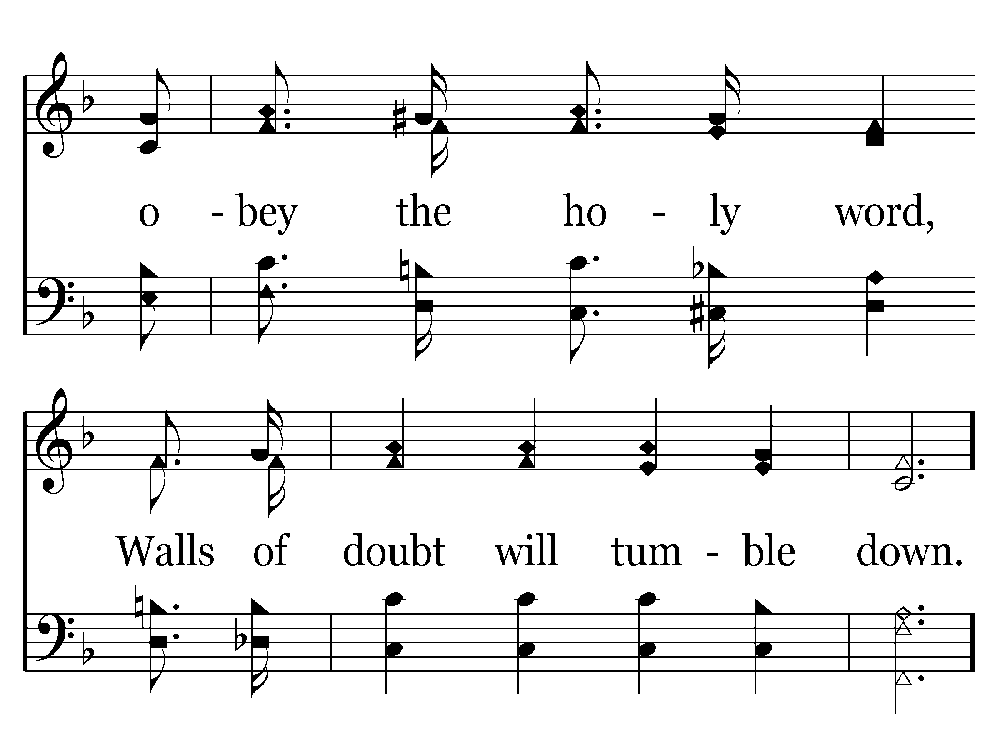 o - bey the ho - ly word,
Walls of doubt will tum - ble down.